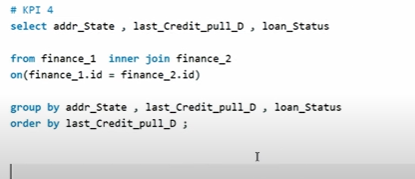 # KPI 4
select addr_State , last_Credit_pull_D , loan_Status
from finance_1 inner join finance_2
on(finance_1.id = finance_2.id)
group by addr_State , last_Credit_pull_D , loan_Status
order by last_Credit_pull_D ;